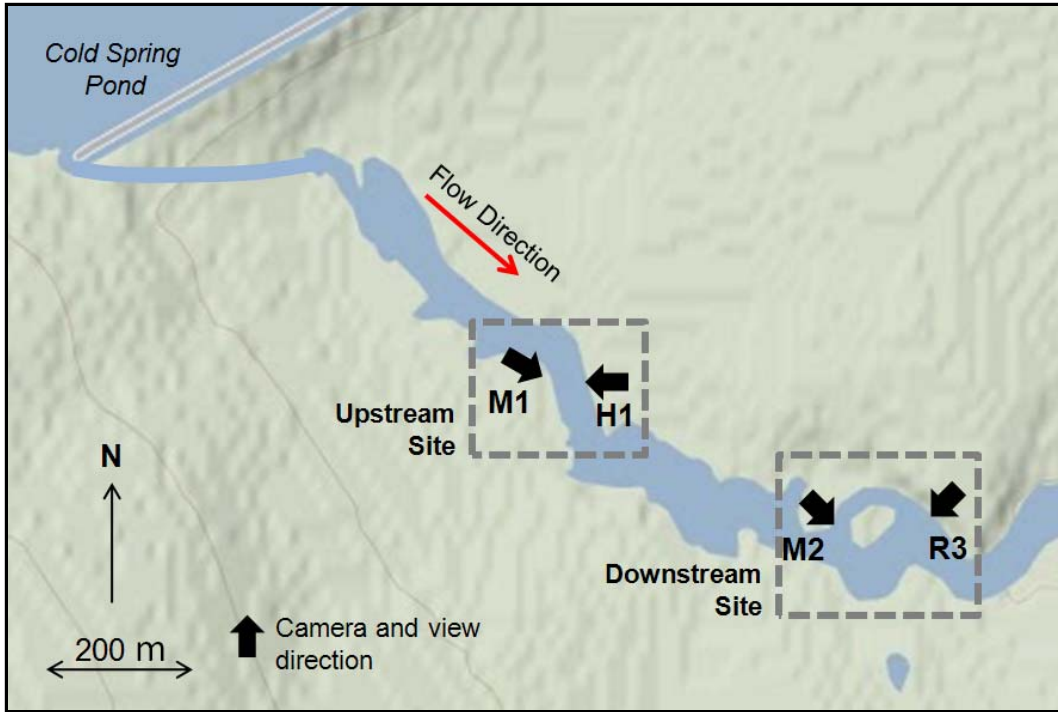 Cold Spring
Pond
Flow Direction
M1
H1
Upstream
Site
N
M2
R3
Downstream
Site
200 m
Camera and view
direction